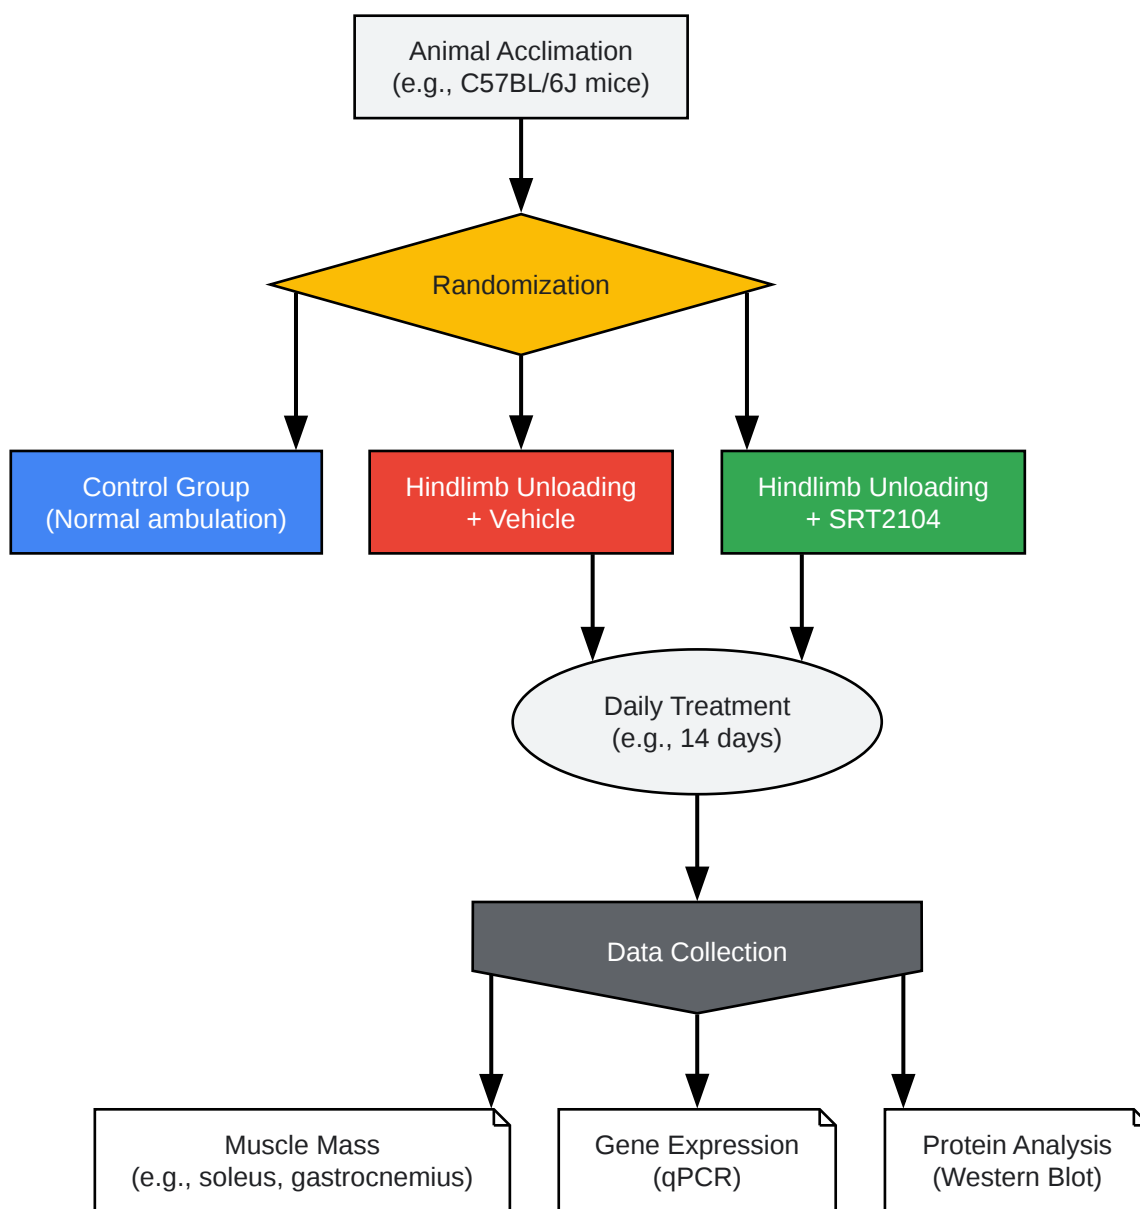 Animal Acclimation
(e.g., C57BL/6J mice)
Randomization
Control Group
(Normal ambulation)
Hindlimb Unloading
+ Vehicle
Hindlimb Unloading
+ SRT2104
Daily Treatment
(e.g., 14 days)
Data Collection
Muscle Mass
(e.g., soleus, gastrocnemius)
Gene Expression
(qPCR)
Protein Analysis
(Western Blot)